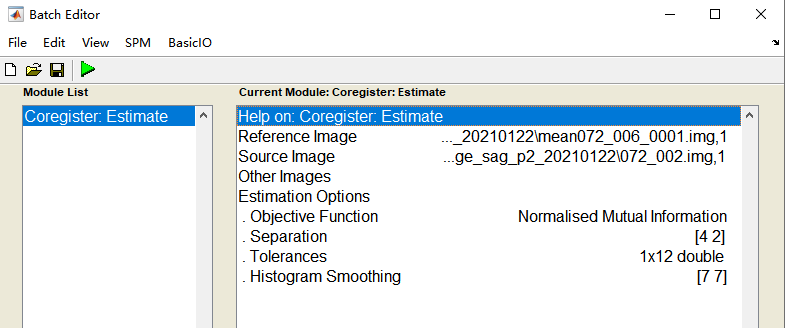 Batch Editor
File Edit View SPM BasicIO
Module List
Current Module: Coregister: Estimate
Coregister: Estimate
Help on: Coregister: Estimate
Reference Image ..._20210122\mean072_006_0001.img,1
Source Image ...ge_sag_p2_20210122\072_002.img,1
Other Images
Estimation Options
. Objective Function Normalised Mutual Information
. Separation [4 2]
. Tolerances 1x12 double
. Histogram Smoothing [7 7]